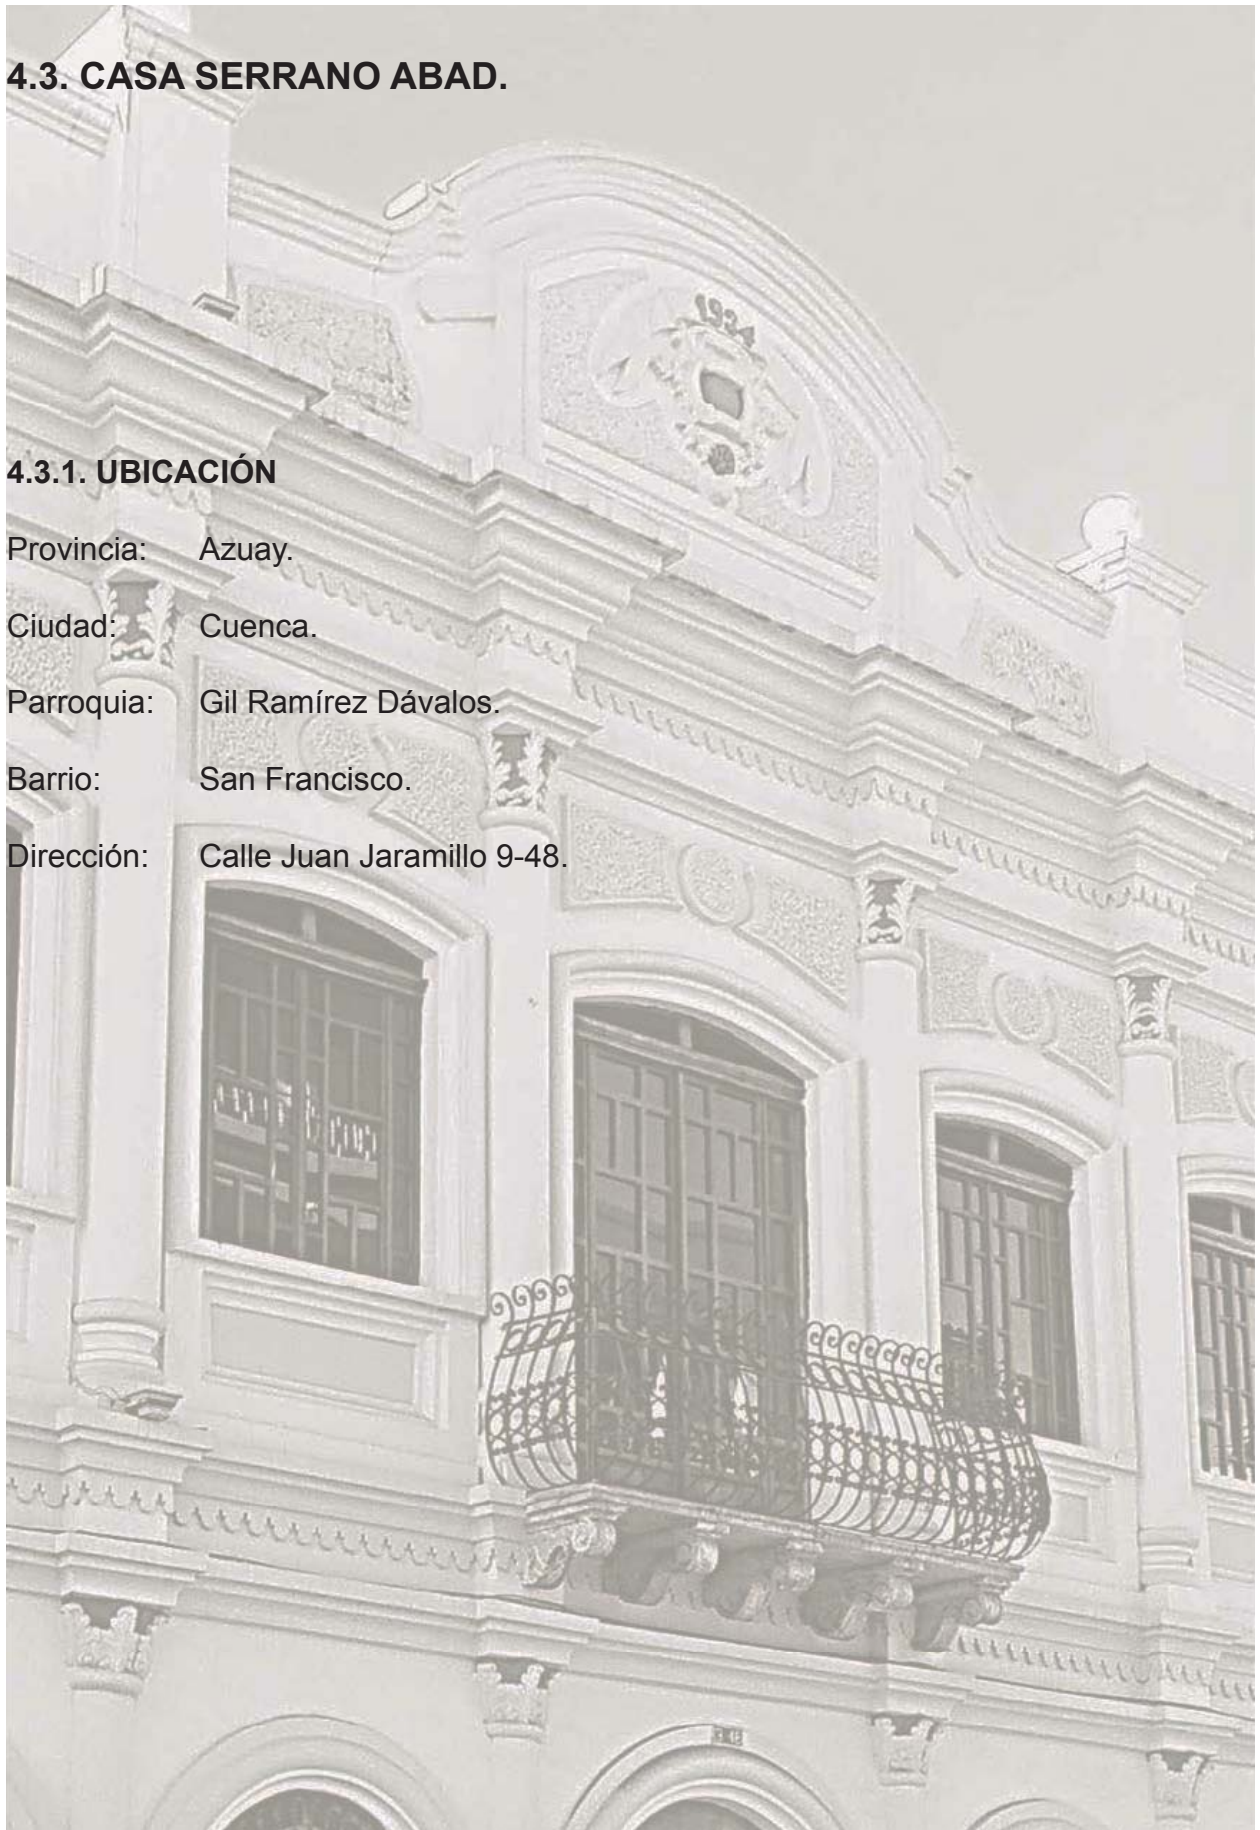 4.3. CASA SERRANO ABAD.
1934
4.3.1. UBICACIÓN
Provincia: Azuay.
Ciudad: Cuenca.
Parroquia: Gil Ramírez Dávalos.
Barrio: San Francisco.
Dirección: Calle Juan Jaramillo 9-48.